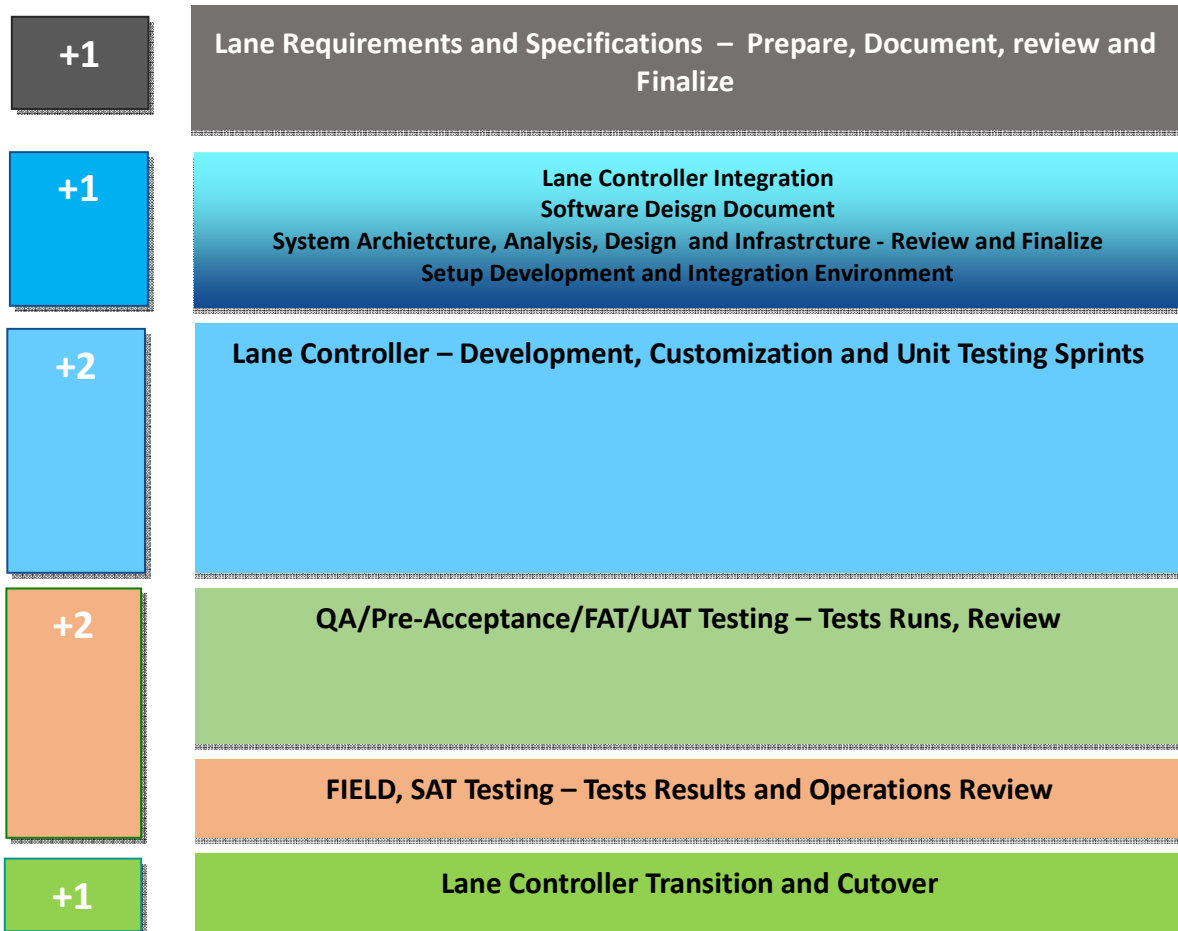 +1
Lane Requirements and Specifications – Prepare, Document, review and
Finalize
+1
Lane Controller Integration
Software Deisgn Document
System Archietcture, Analysis, Design and Infrastrcture - Review and Finalize
Setup Development and Integration Environment
+2
Lane Controller – Development, Customization and Unit Testing Sprints
+2
QA/Pre-Acceptance/FAT/UAT Testing – Tests Runs, Review
FIELD, SAT Testing – Tests Results and Operations Review
+1
Lane Controller Transition and Cutover